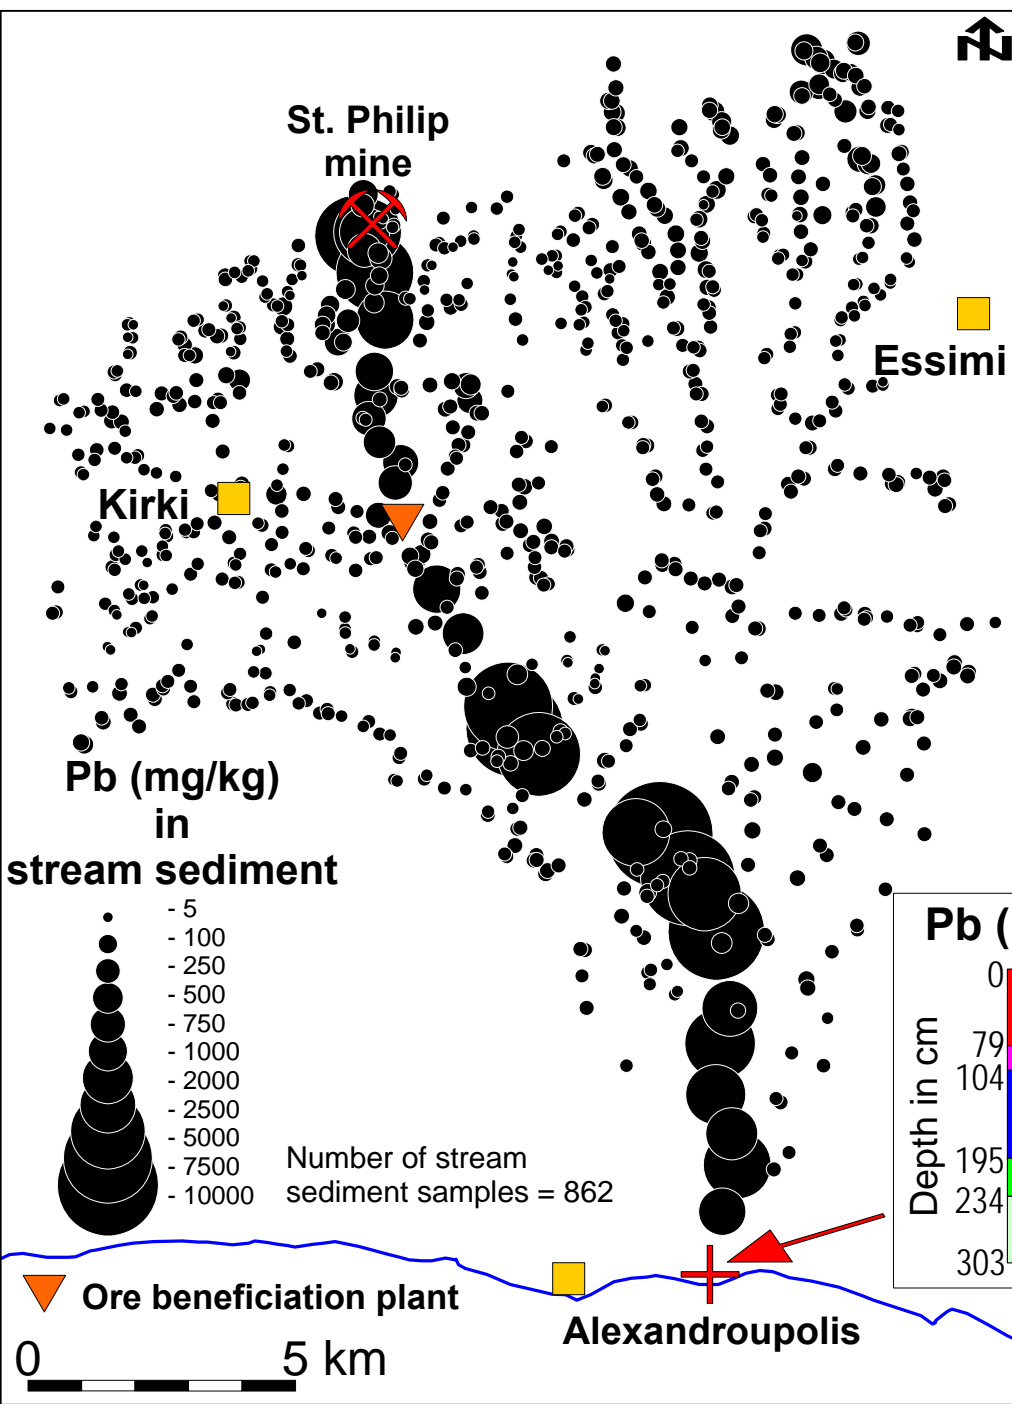 N
St. Philip
mine
Essimi
Kirki
Pb (mg/kg)
in
stream sediment
- 5
- 100
- 250
- 500
- 750
- 1000
- 2000
- 2500
- 5000
- 7500
- 10000
Number of stream
sediment samples = 862
Pb (
Depth in cm
0
79
104
195
234
303
Ore beneficiation plant
Alexandroupolis
0 5 km